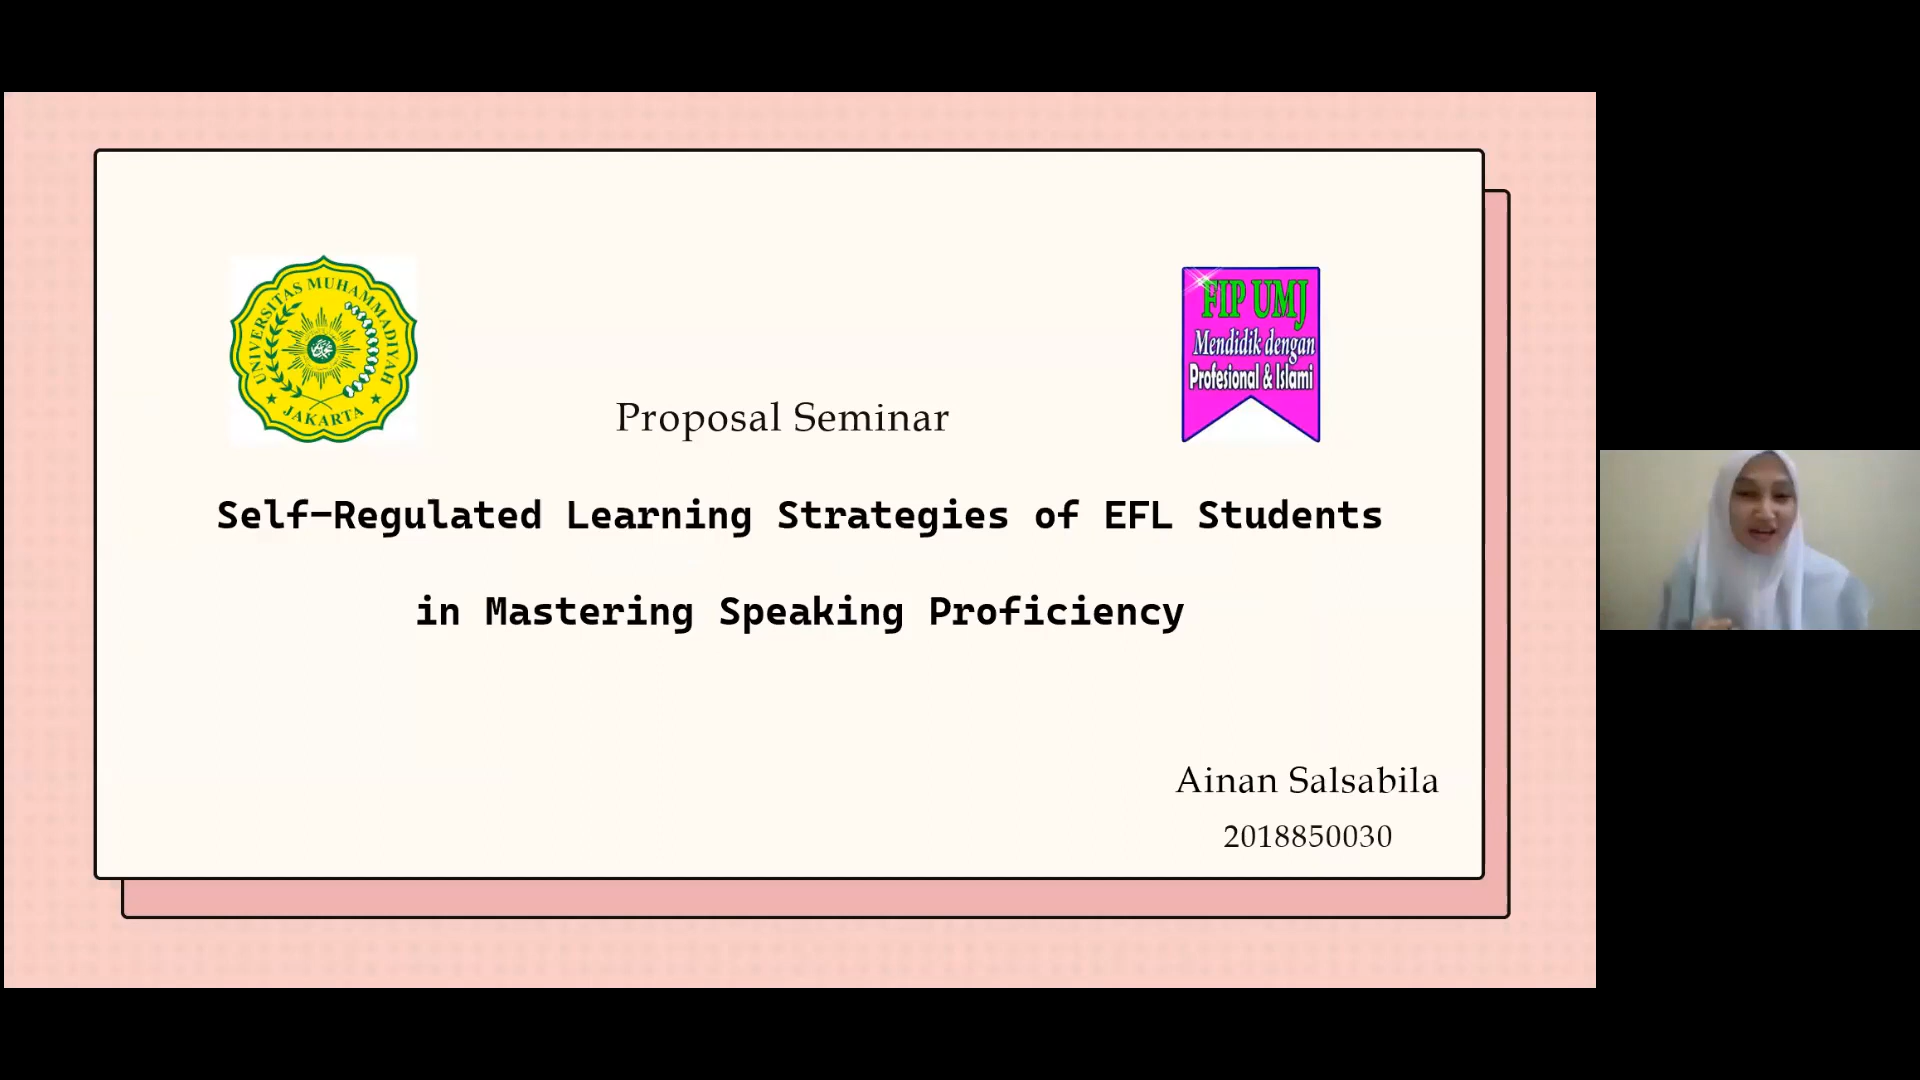 UNIVERSITAS MUHAMMADIYAH
JAKARTA
FIP UMJ
Mendidik dengan
Profesional & Islami
Proposal Seminar
Self-Regulated Learning Strategies of EFL Students
in Mastering Speaking Proficiency
Ainan Salsabila
2018850030